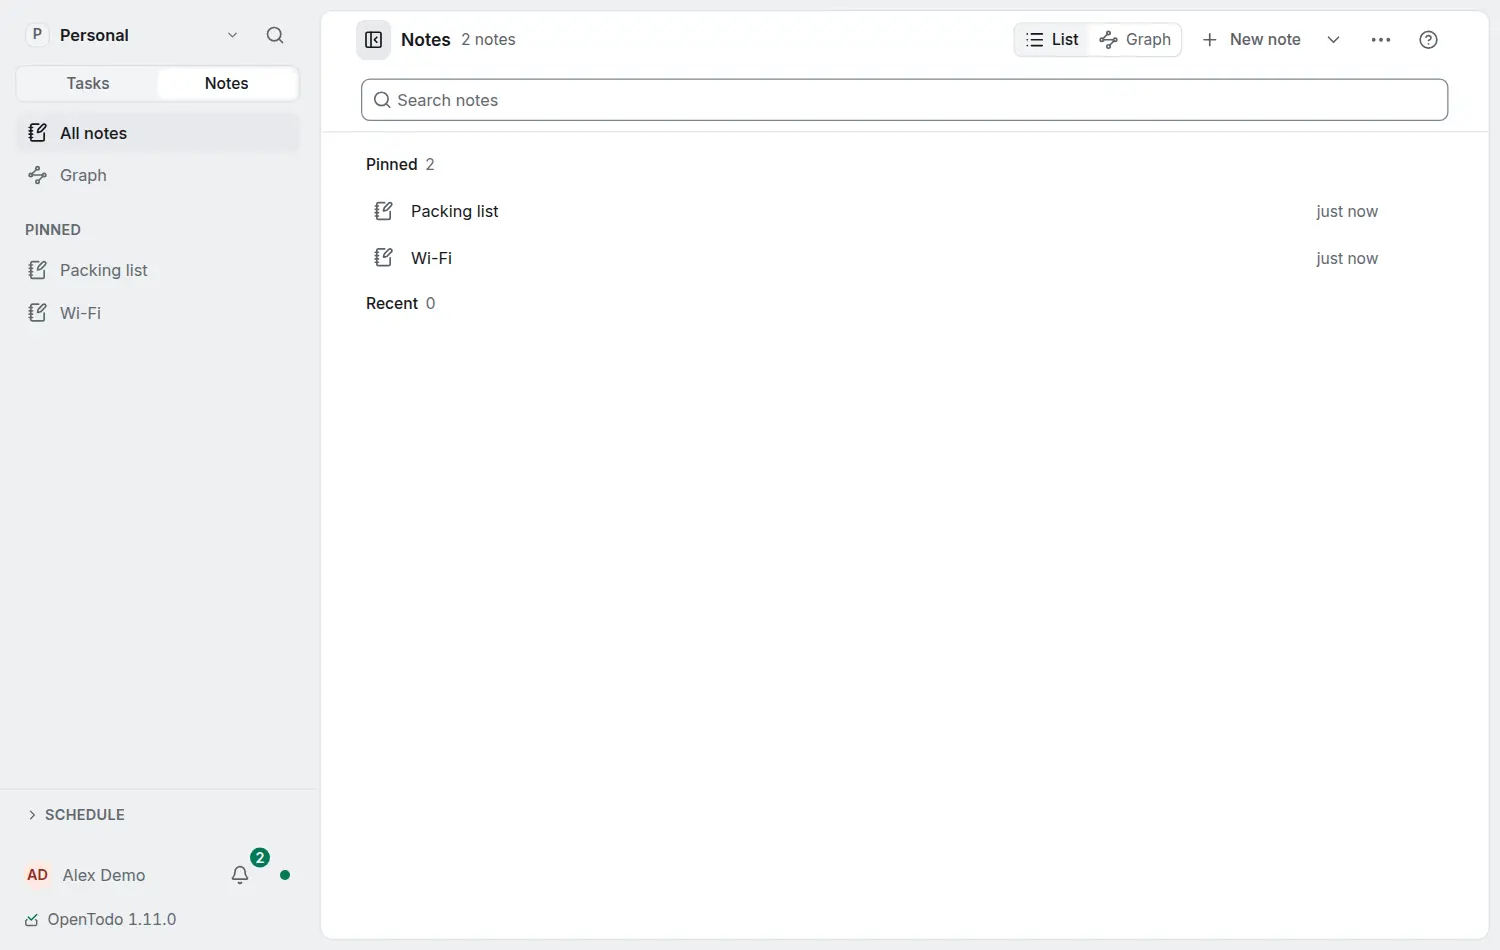 P Personal
Tasks Notes
All notes
Graph
PINNED
Packing list
Wi-Fi
SCHEDULE
AD Alex Demo 2
OpenTodo 1.11.0
Notes 2 notes List Graph New note
Search notes
Pinned 2
Packing list just now
Wi-Fi just now
Recent 0